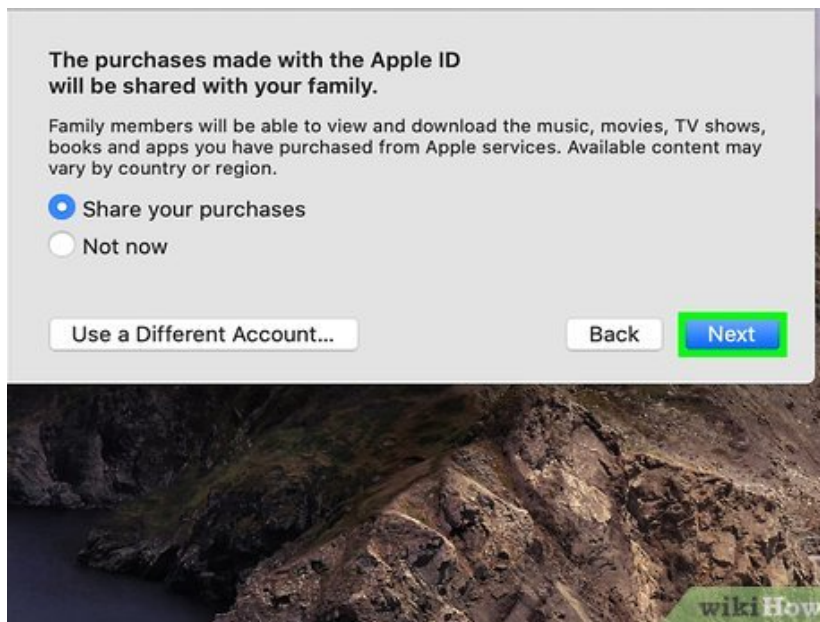 The purchases made with the Apple ID
will be shared with your family.
Family members will be able to view and download the music, movies, TV shows,
books and apps you have purchased from Apple services. Available content may
vary by country or region.
Share your purchases
Not now
Use a Different Account...
Back
Next
wikiHow